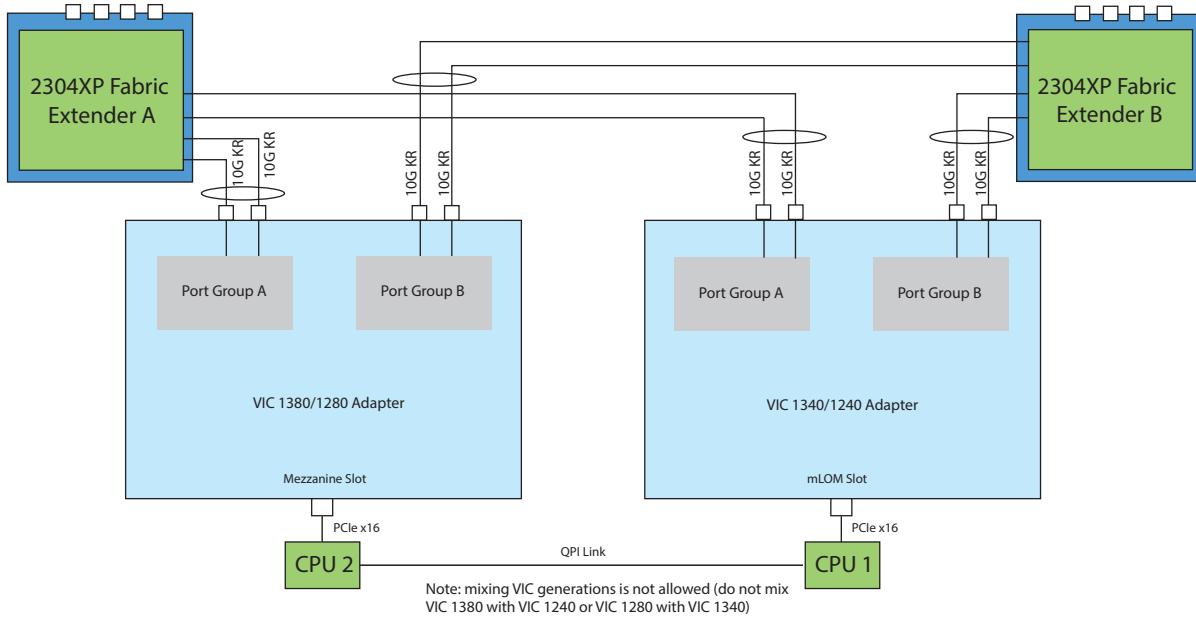 2304XP Fabric
Extender A
2304XP Fabric
Extender B
10G KR
10G KR
10G KR
10G KR
10G KR
10G KR
10G KR
10G KR
Port Group A
Port Group B
Port Group A
Port Group B
VIC 1380/1280 Adapter
VIC 1340/1240 Adapter
Mezzanine Slot
mLOM Slot
PCIe x16
PCIe x16
CPU 2
QPI Link
CPU 1
Note: mixing VIC generations is not allowed (do not mix
VIC 1380 with VIC 1240 or VIC 1280 with VIC 1340)